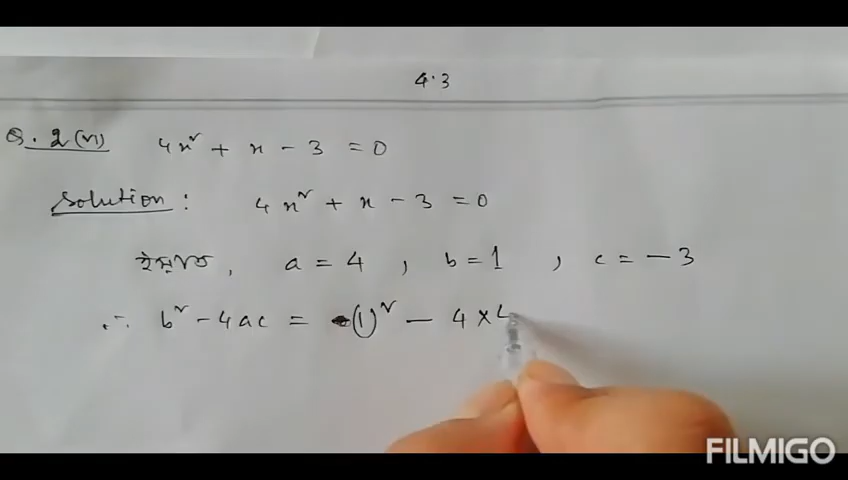 4.3
Q. 2(vi) 4x² + x - 3 = 0
Solution : 4x² + x - 3 = 0
ইয়াত, a = 4 , b = 1 , c = - 3
∴ b² - 4ac = (1)² - 4 × 4
FILMIGO